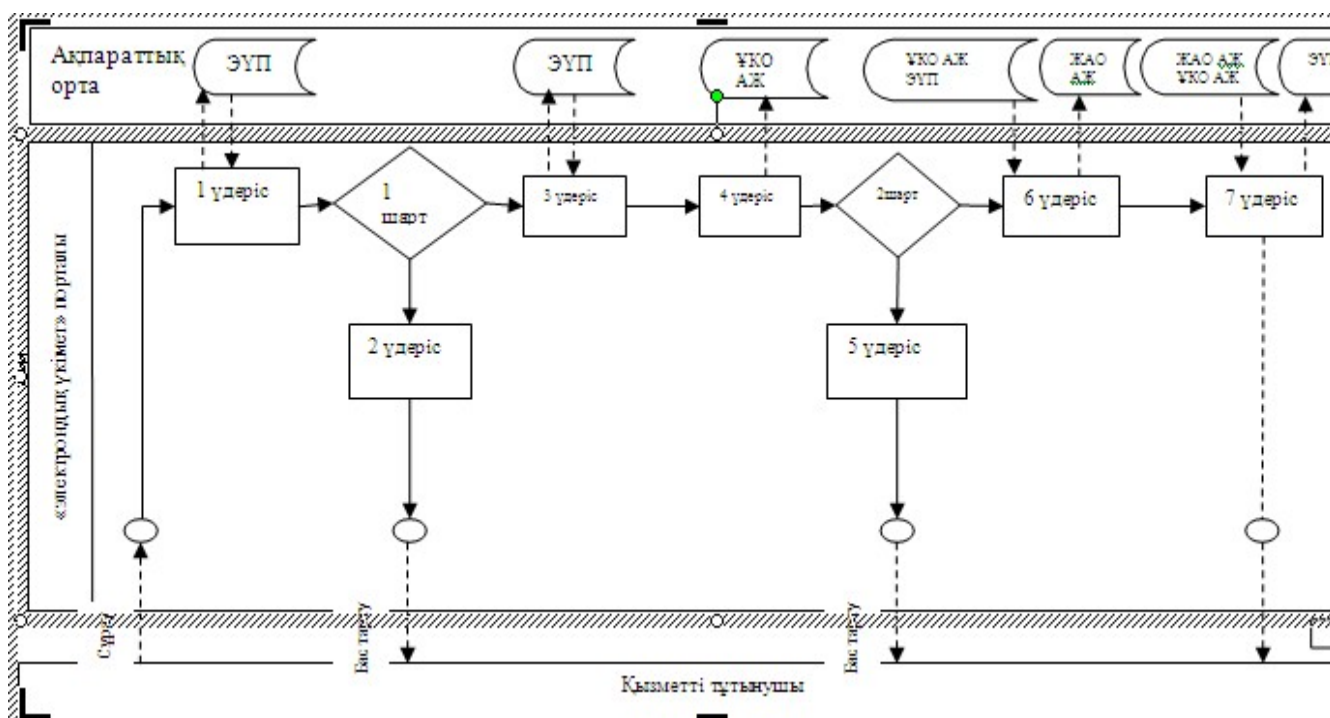 Ақпараттық
орта
ЭҮП
ЭҮП
ҰКО
АЖ
ҰКО АЖ
ЭҮП
ЖАО
АЖ
ЖАО АЖ
ҰКО АЖ
1 үдеріс
1
шарт
3 үдеріс
4 үдеріс
2шарт
6 үдеріс
7 үдеріс
«электрондық үкімет» порталы
2 үдеріс
5 үдеріс
Бас тарту
Бас тарту
Қызметті тұтынушы